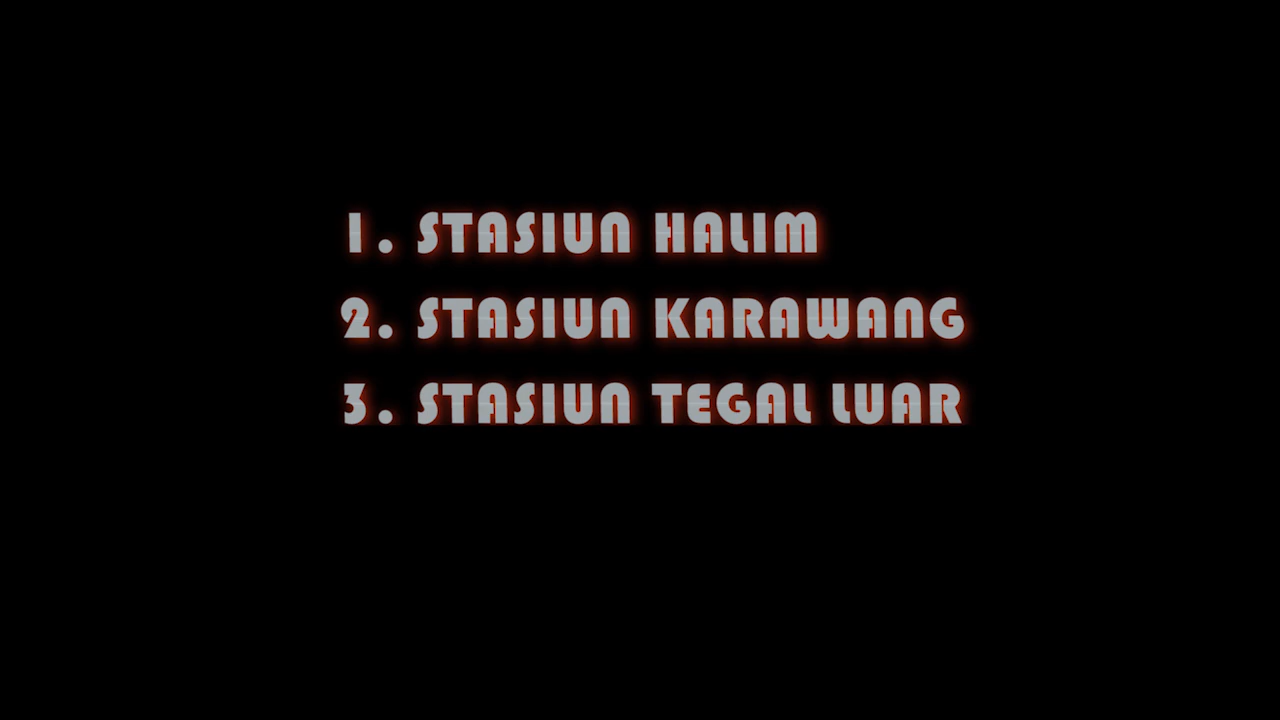 1. STASIUN HALIM
2. STASIUN KARAWANG
3. STASIUN TEGAL LUAR